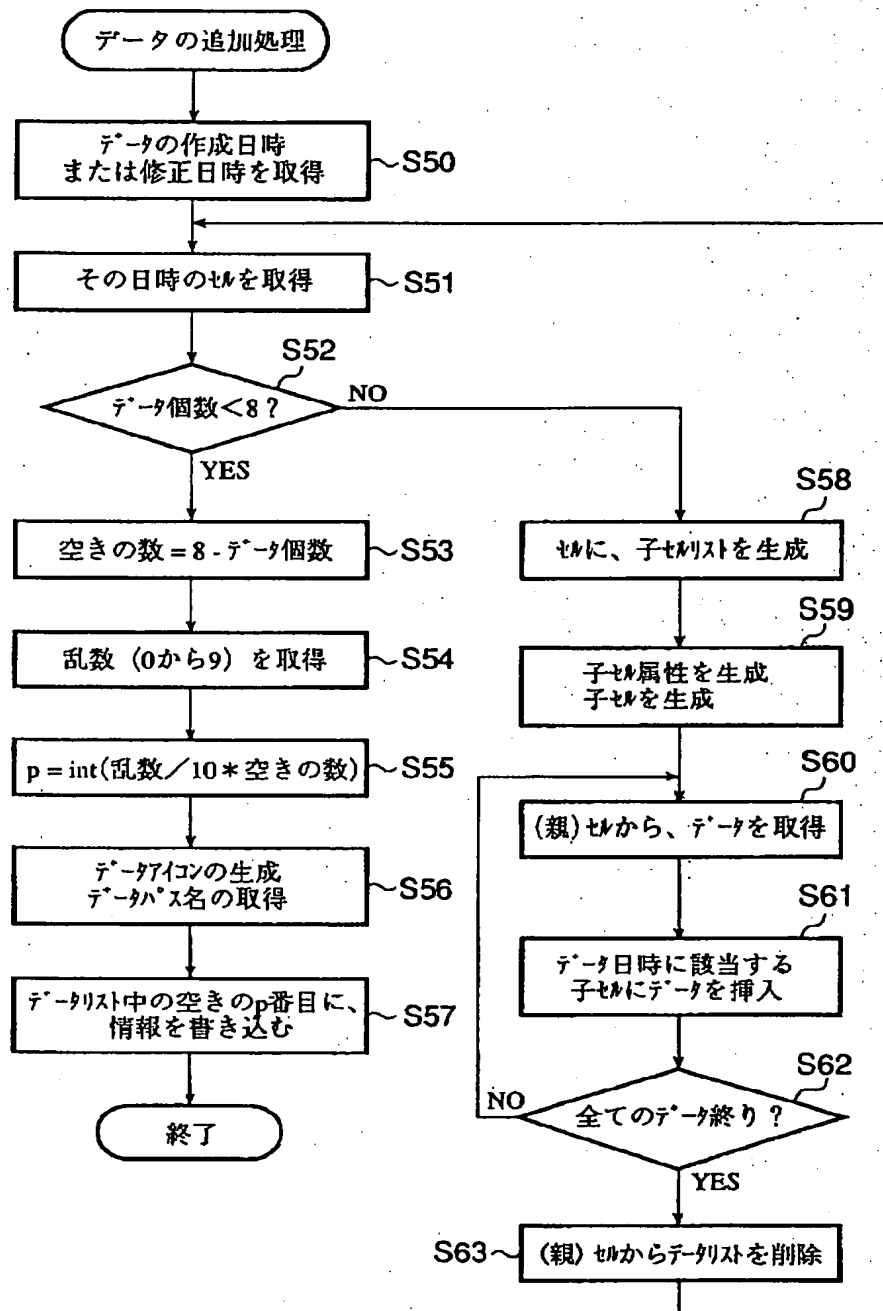 データの追加処理
データの作成日時
または修正日時を取得
S50
その日時のセルを取得
S51
S52
データ個数<8?
NO
YES
空きの数=8-データ個数
S53
乱数(0から9)を取得
S54
p=int(乱数/10*空きの数)
S55
データアイコンの生成
データパス名の取得
S56
データリスト中の空きのp番目に、
情報を書き込む
S57
終了
S58
セルに、子セルリストを生成
S59
子セル属性を生成
子セルを生成
S60
(親)セルから、データを取得
S61
データ日時に該当する
子セルにデータを挿入
S62
全てのデータ終り?
NO
YES
S63
(親)セルからデータリストを削除